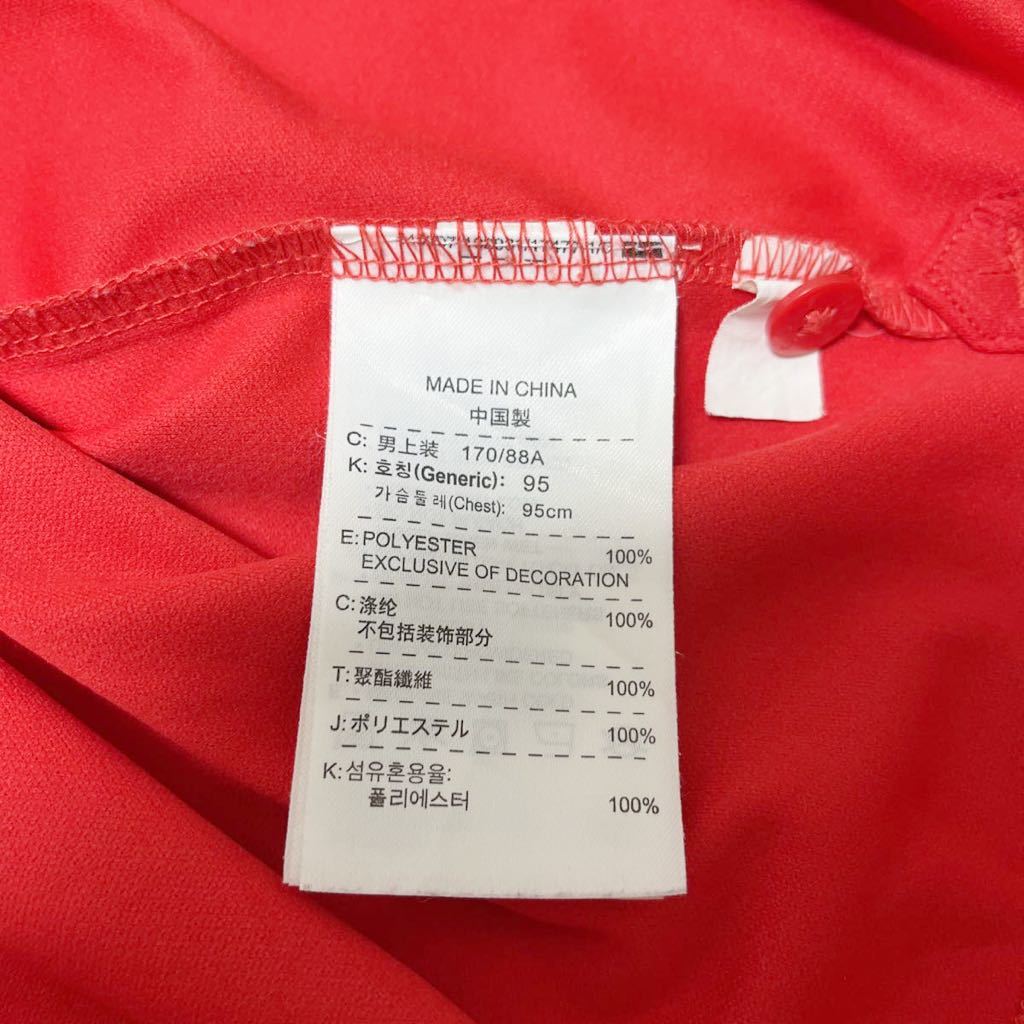 MADE IN CHINA
中国製
C: 男上装 170/88A
K: 호칭(Generic): 95
가슴둘레(Chest): 95cm
E: POLYESTER 100%
EXCLUSIVE OF DECORATION
C: 涤纶 100%
不包括装饰部分
T: 聚酯纖維 100%
J: ポリエステル 100%
K: 섬유혼용율:
폴리에스터 100%